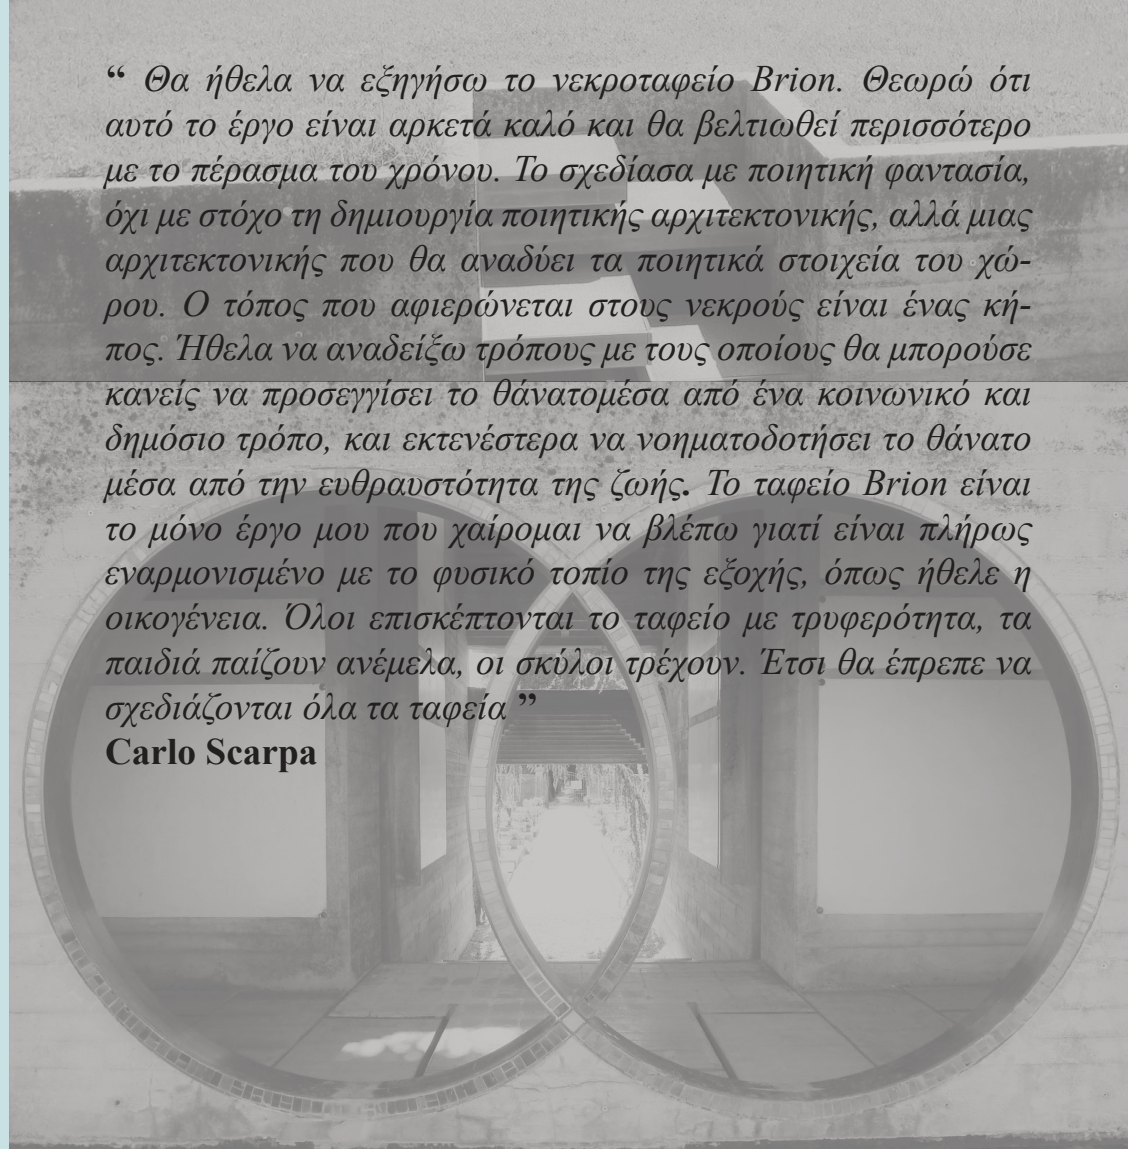 “ Θα ήθελα να εξηγήσω το νεκροταφείο Brion. Θεωρώ ότι
αυτό το έργο είναι αρκετά καλό και θα βελτιωθεί περισσότερο
με το πέρασμα του χρόνου. Το σχεδίασα με ποιητική φαντασία,
όχι με στόχο τη δημιουργία ποιητικής αρχιτεκτονικής, αλλά μιας
αρχιτεκτονικής που θα αναδύει τα ποιητικά στοιχεία του χώ-
ρου. Ο τόπος που αφιερώνεται στους νεκρούς είναι ένας κή-
πος. Ήθελα να αναδείξω τρόπους με τους οποίους θα μπορούσε
κανείς να προσεγγίσει το θάνατομέσα από ένα κοινωνικό και
δημόσιο τρόπο, και εκτενέστερα να νοηματοδοτήσει το θάνατο
μέσα από την ευθραυστότητα της ζωής. Το ταφείο Brion είναι
το μόνο έργο μου που χαίρομαι να βλέπω γιατί είναι πλήρως
εναρμονισμένο με το φυσικό τοπίο της εξοχής, όπως ήθελε η
οικογένεια. Όλοι επισκέπτονται το ταφείο με τρυφερότητα, τα
παιδιά παίζουν ανέμελα, οι σκύλοι τρέχουν. Έτσι θα έπρεπε να
σχεδιάζονται όλα τα ταφεία ”
Carlo Scarpa